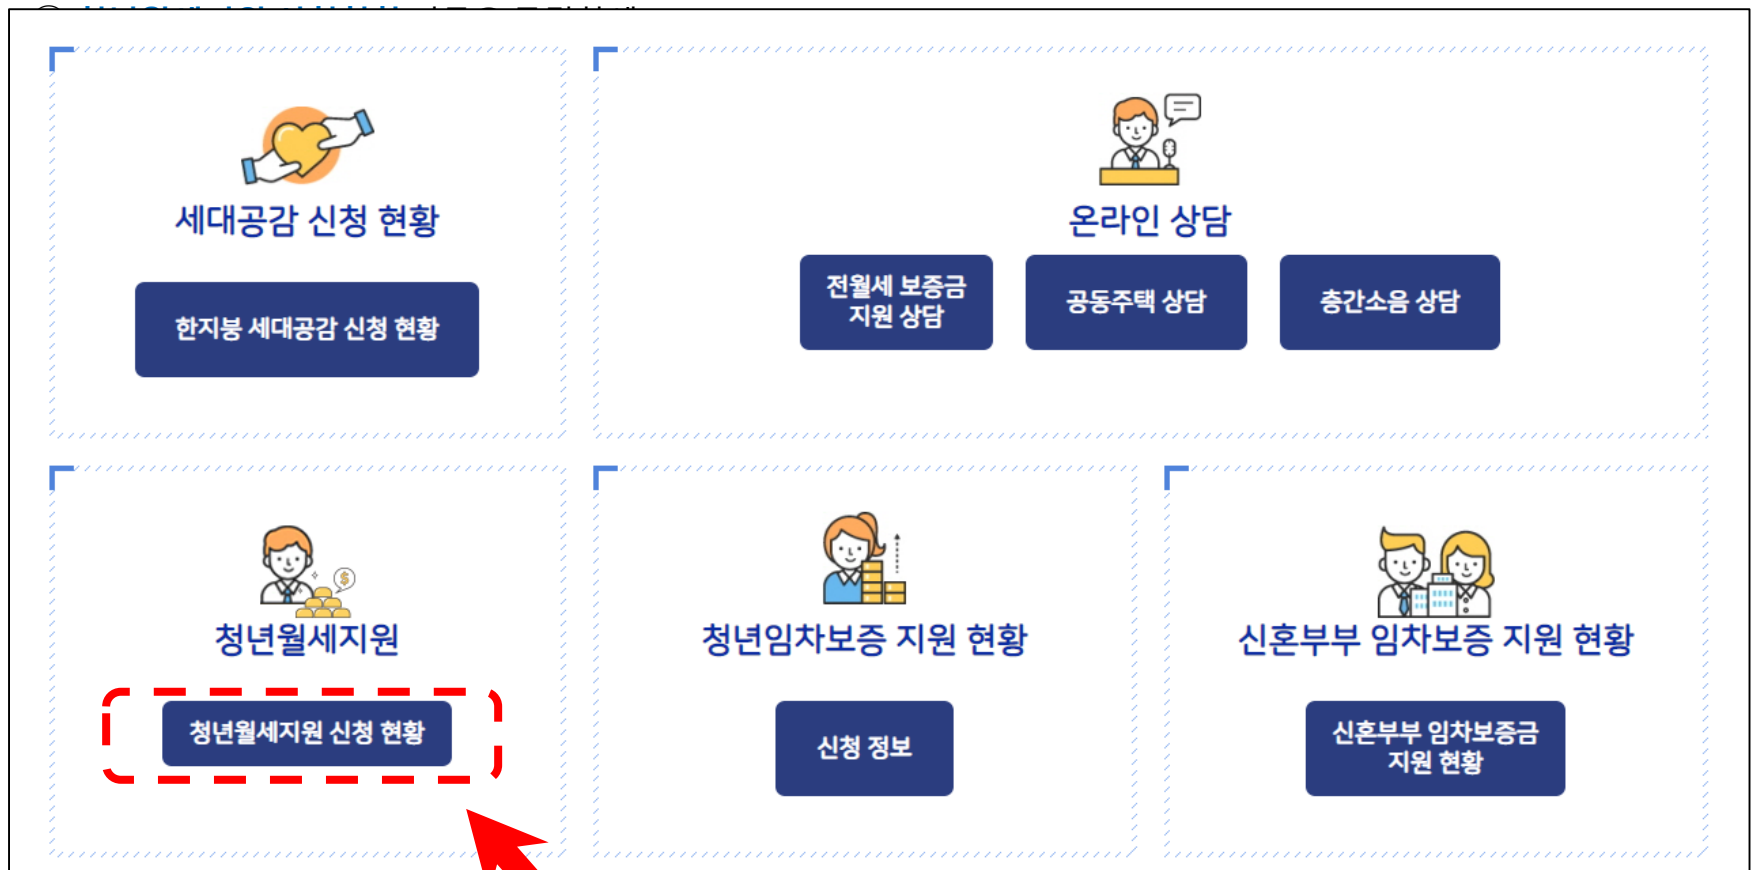 세대공감 신청 현황
한지붕 세대공감 신청 현황
온라인 상담
전월세 보증금
지원 상담
공동주택 상담
층간소음 상담
청년월세지원
청년월세지원 신청 현황
청년임차보증 지원 현황
신청 정보
신혼부부 임차보증 지원 현황
신혼부부 임차보증금
지원 현황